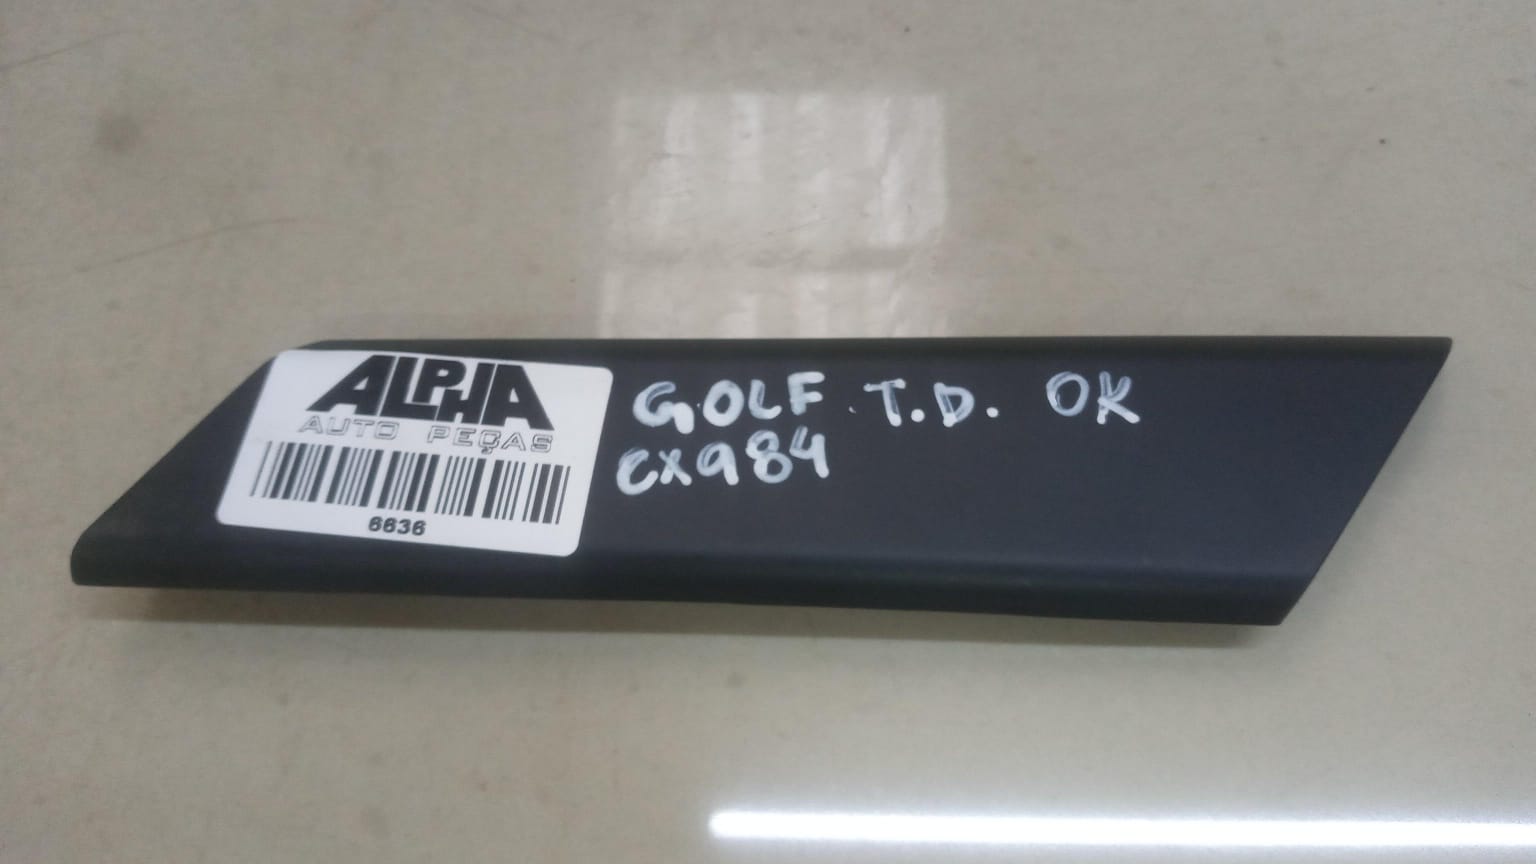 ALPHA
AUTO PEÇAS
6636
GOLF T.D. OK
CX984